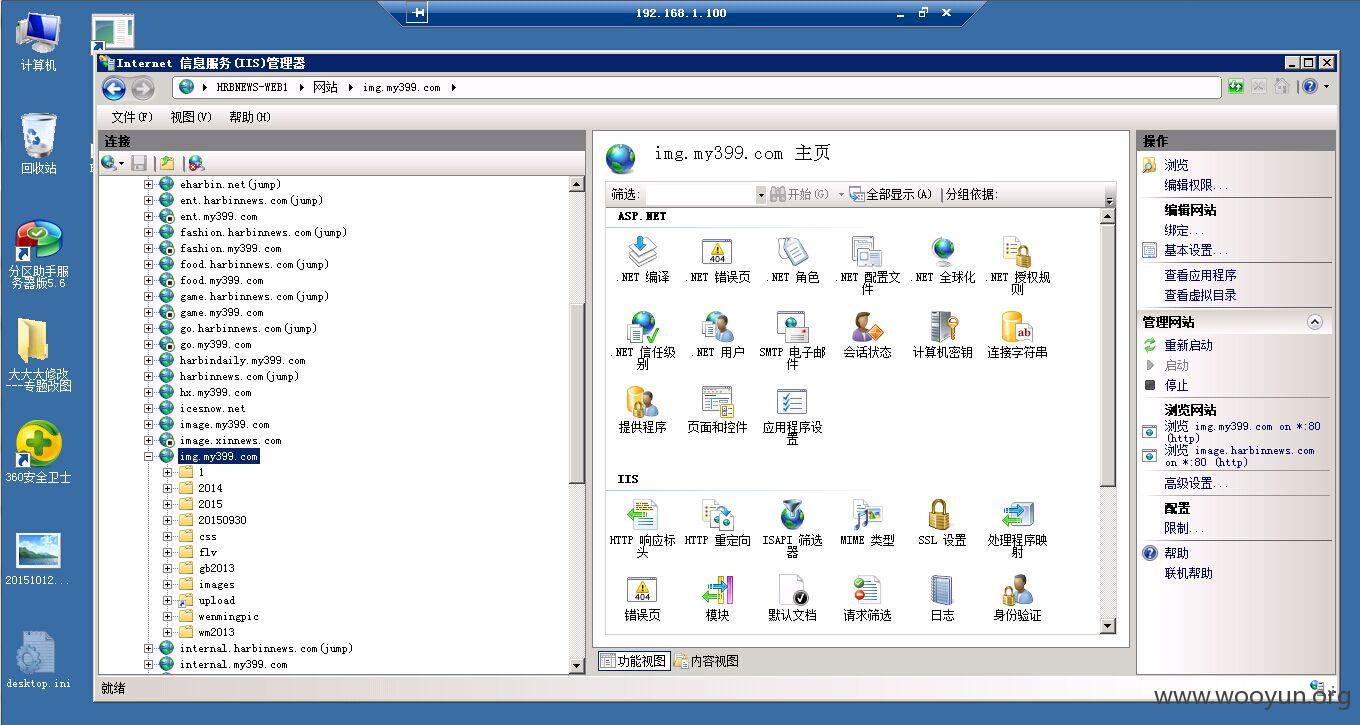 192.168.1.100
计算机
回收站
分区助手服
务器版5.6
大大大修改
---专题改图
360安全卫士
20151012...
desktop.ini
Internet 信息服务(IIS)管理器
HRBNEWS-WEB1 网站 img.my399.com
文件(F) 视图(V) 帮助(H)
连接
eharbin.net(jump)
ent.harbinnews.com(jump)
ent.my399.com
fashion.harbinnews.com(jump)
fashion.my399.com
food.harbinnews.com(jump)
food.my399.com
game.harbinnews.com(jump)
game.my399.com
go.harbinnews.com(jump)
go.my399.com
harbindaily.my399.com
harbinnews.com(jump)
hx.my399.com
icesnow.net
image.my399.com
image.xinnews.com
img.my399.com
1
2014
2015
20150930
css
flv
gb2013
images
upload
wenmingpic
wm2013
internal.harbinnews.com(jump)
internal.my399.com
img.my399.com 主页
筛选: 开始(G) 全部显示(A) 分组依据:
ASP.NET
.NET 编译
.NET 错误页
.NET 角色
.NET 配置文
件
.NET 全球化
.NET 授权规
则
.NET 信任级
别
.NET 用户
SMTP 电子邮
件
会话状态
计算机密钥
连接字符串
提供程序
页面和控件
应用程序设
置
IIS
HTTP 响应标
头
HTTP 重定向
ISAPI 筛选
器
MIME 类型
SSL 设置
处理程序映
射
错误页
模块
默认文档
请求筛选
日志
身份验证
功能视图 内容视图
操作
浏览
编辑权限...
编辑网站
绑定...
基本设置...
查看应用程序
查看虚拟目录
管理网站
重新启动
启动
停止
浏览网站
浏览 img.my399.com on *:80
(http)
浏览 image.harbinnews.com
on *:80 (http)
高级设置...
配置
限制...
帮助
联机帮助
就绪
www.wooyun.org